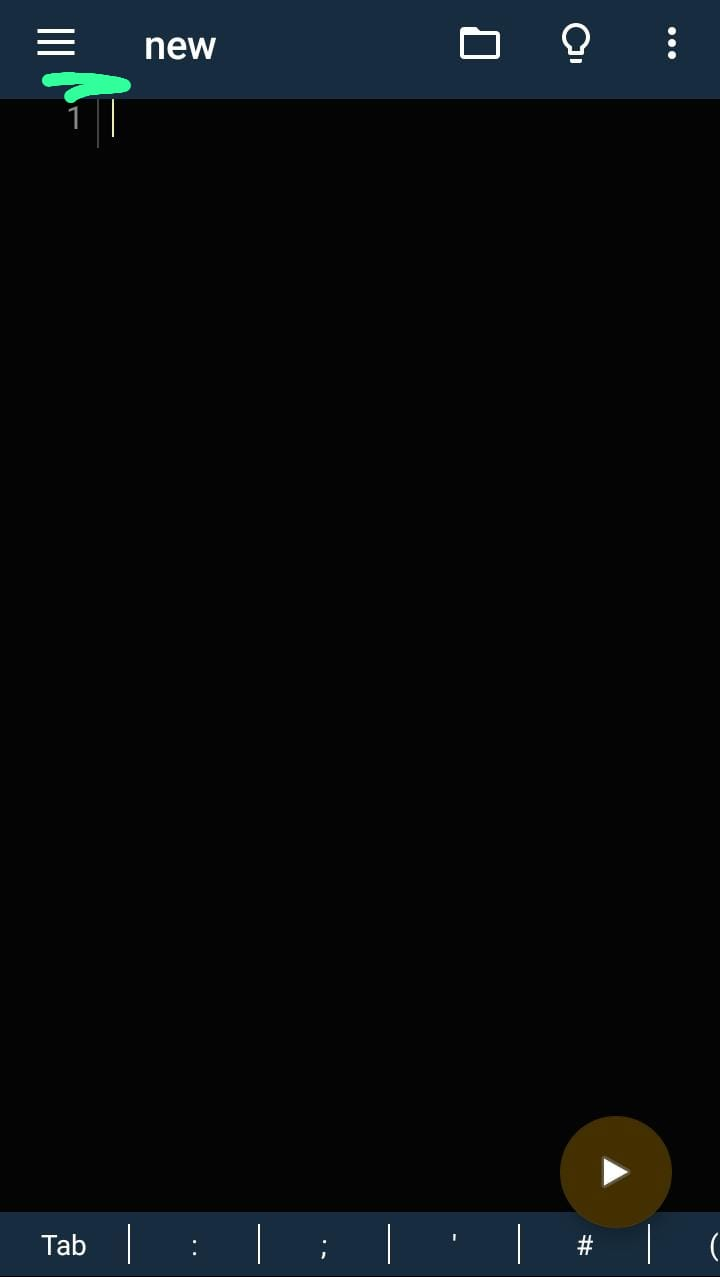 new
1
Tab : ; ' # (